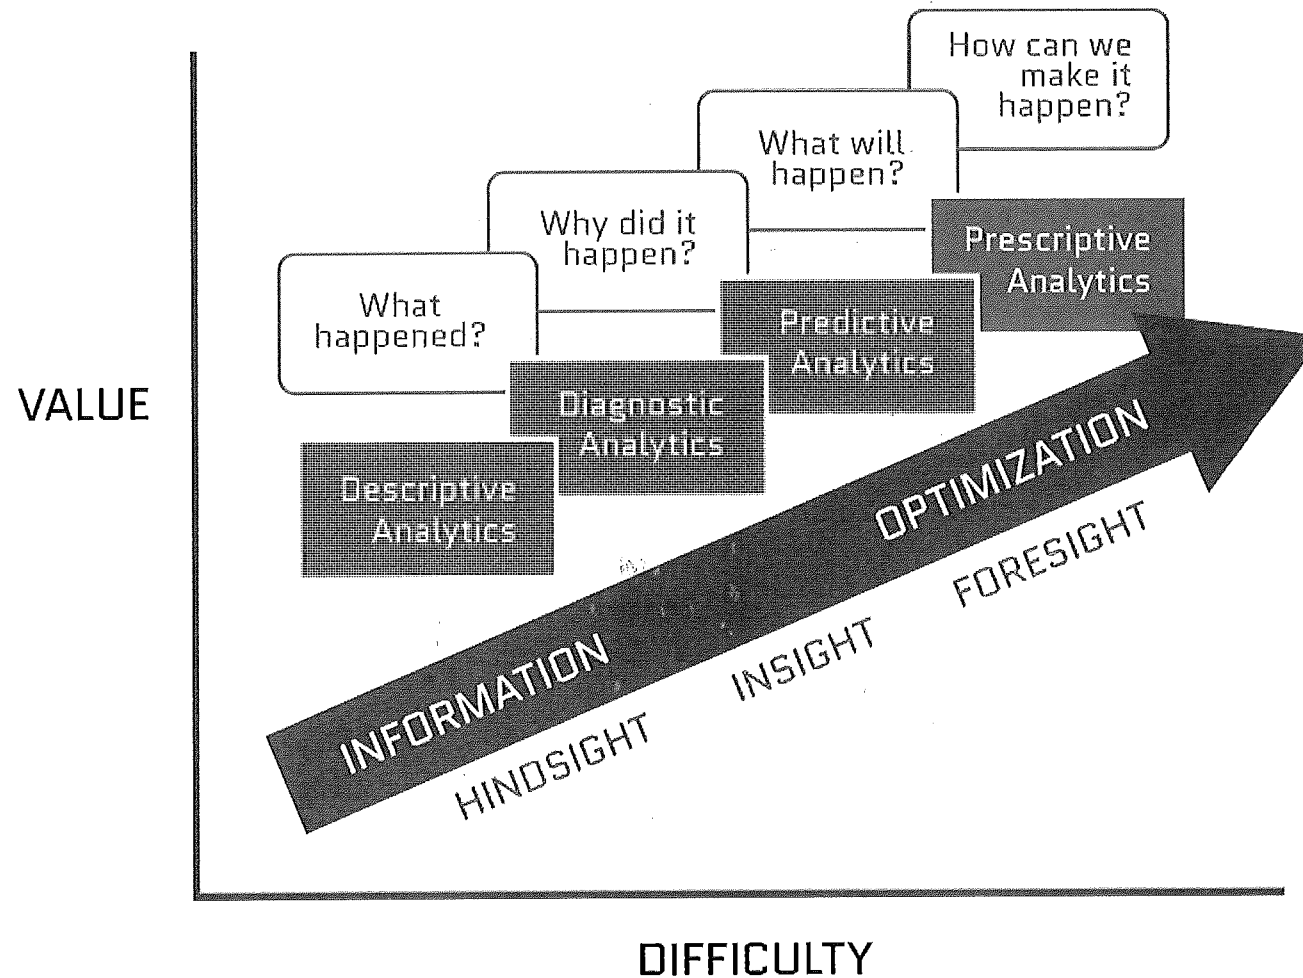 How can we
make it
happen?
What will
happen?
Why did it
happen?
What
happened?
Prescriptive
Analytics
Predictive
Analytics
Diagnostic
Analytics
Descriptive
Analytics
VALUE
OPTIMIZATION
INFORMATION
FORESIGHT
INSIGHT
HINDSIGHT
DIFFICULTY